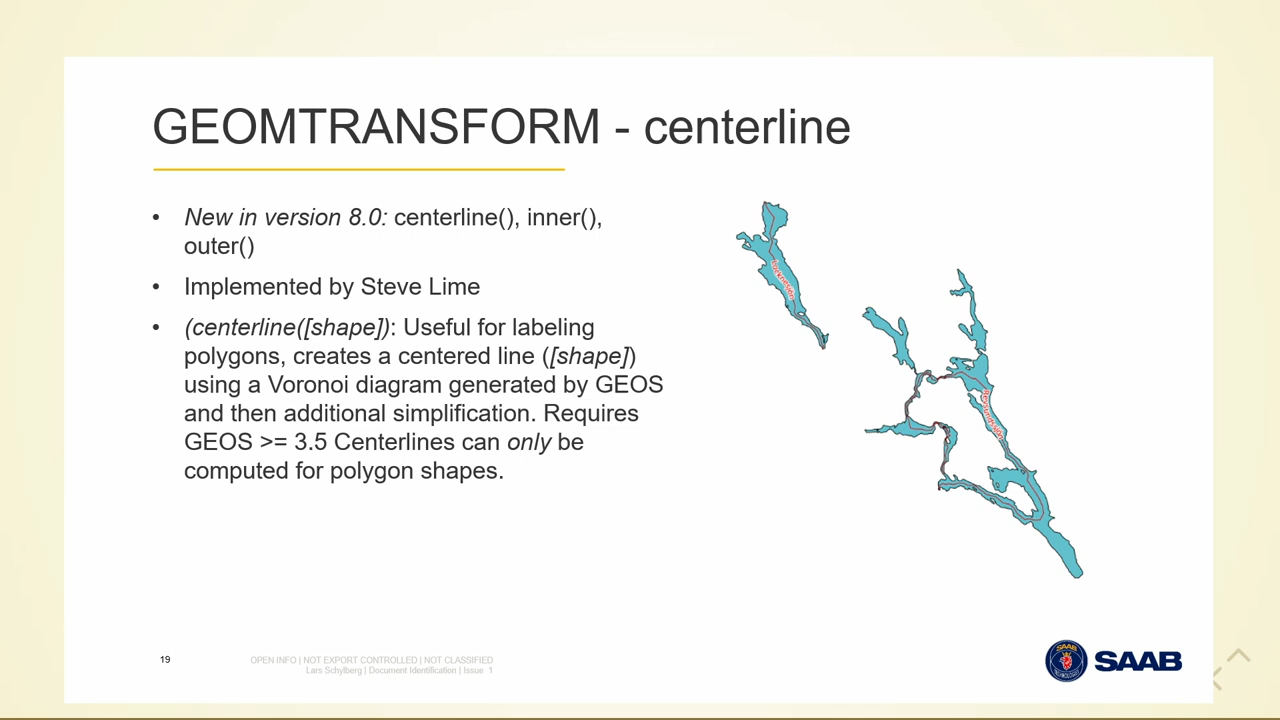 GEOMTRANSFORM - centerline
• New in version 8.0: centerline(), inner(),
outer()
• Implemented by Steve Lime
• (centerline([shape]): Useful for labeling
polygons, creates a centered line ([shape])
using a Voronoi diagram generated by GEOS
and then additional simplification. Requires
GEOS >= 3.5 Centerlines can only be
computed for polygon shapes.
19
OPEN INFO | NOT EXPORT CONTROLLED | NOT CLASSIFIED
Lars Schylberg | Document Identification | Issue 1
SAAB
SAAB